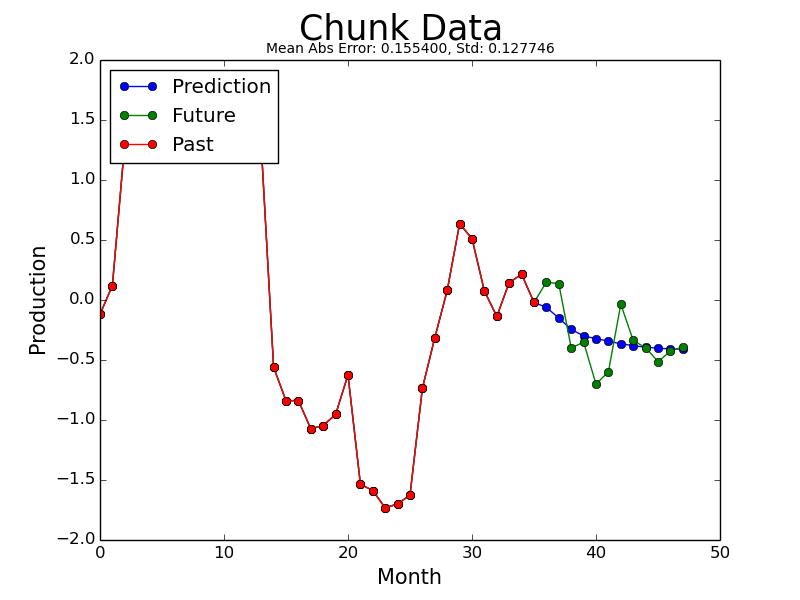 Chunk Data
Mean Abs Error: 0.155400, Std: 0.127746
2.0
1.5
1.0
0.5
0.0
−0.5
−1.0
−1.5
−2.0
Prediction
Future
Past
Production
0 10 20 30 40 50
Month